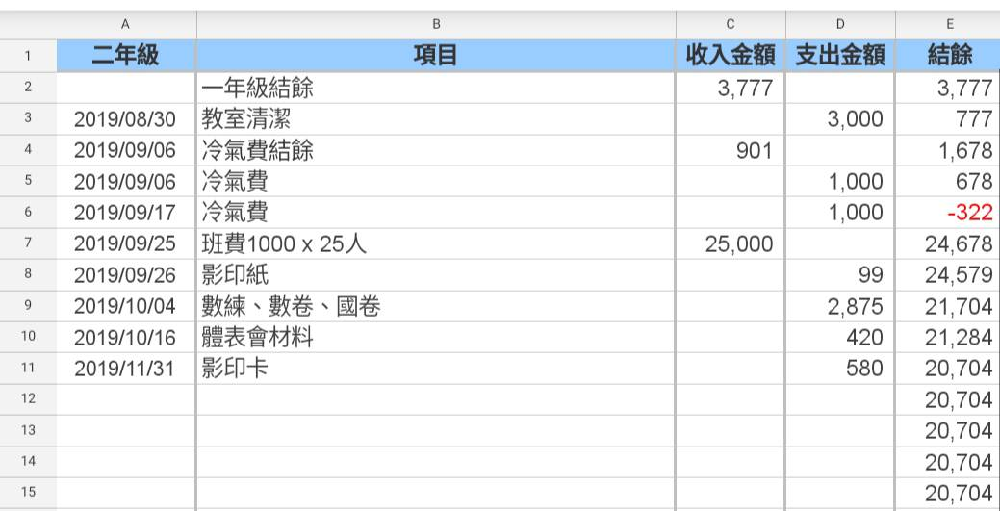 A B C D E
1 二年級 項目 收入金額 支出金額 結餘
2 一年級結餘 3,777 3,777
3 2019/08/30 教室清潔 3,000 777
4 2019/09/06 冷氣費結餘 901 1,678
5 2019/09/06 冷氣費 1,000 678
6 2019/09/17 冷氣費 1,000 -322
7 2019/09/25 班費1000 x 25人 25,000 24,678
8 2019/09/26 影印紙 99 24,579
9 2019/10/04 數練、數卷、國卷 2,875 21,704
10 2019/10/16 體表會材料 420 21,284
11 2019/11/31 影印卡 580 20,704
12 20,704
13 20,704
14 20,704
15 20,704